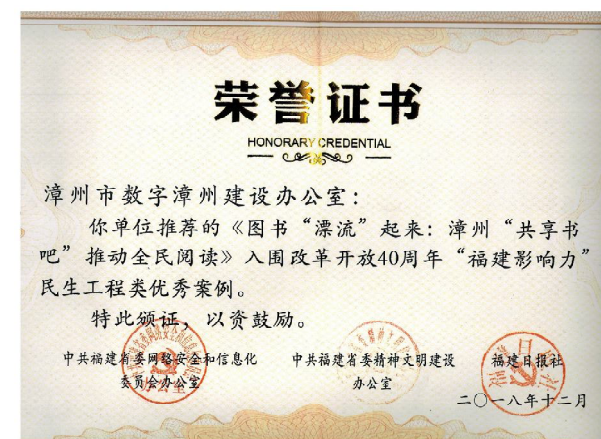 荣誉证书
HONORARY CREDENTIAL
漳州市数字漳州建设办公室：
你单位推荐的《图书“漂流”起来：漳州“共享书
吧”推动全民阅读》入围改革开放40周年“福建影响力”
民生工程类优秀案例。
特此颁证，以资鼓励。
中共福建省委网络安全和信息化 中共福建省委精神文明建设 福建日报社
委员会办公室 办公室
二〇一八年十二月